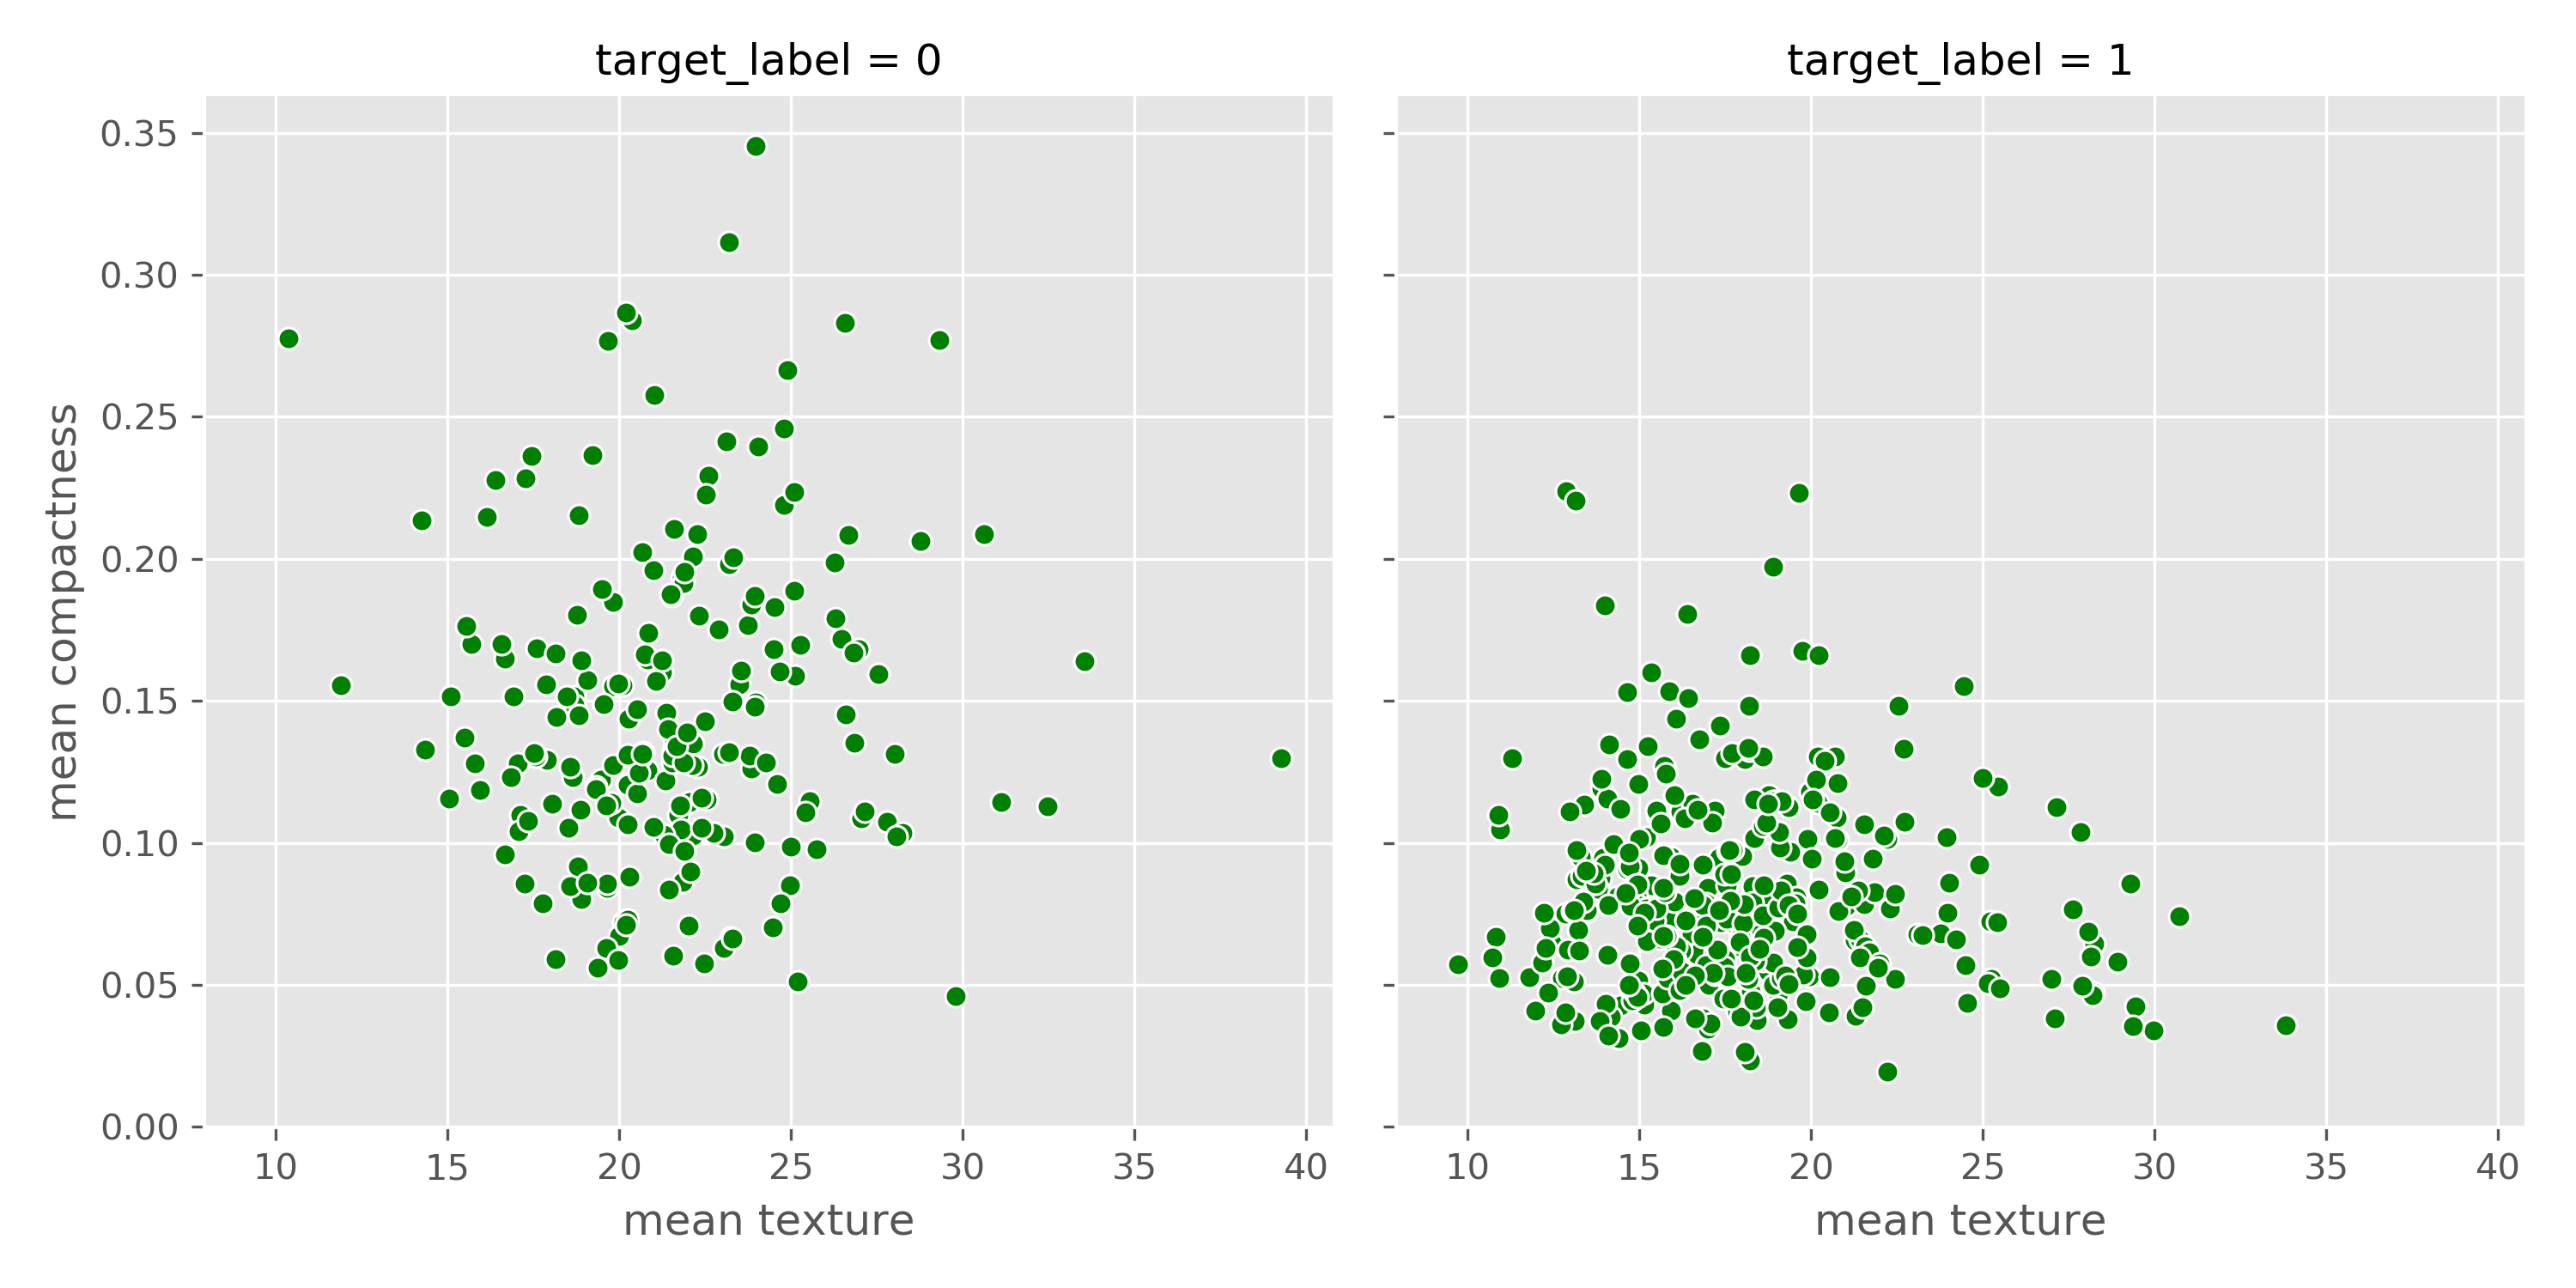 target_label = 0
target_label = 1
mean compactness
0.35
0.30
0.25
0.20
0.15
0.10
0.05
0.00
10 15 20 25 30 35 40
10 15 20 25 30 35 40
mean texture
mean texture